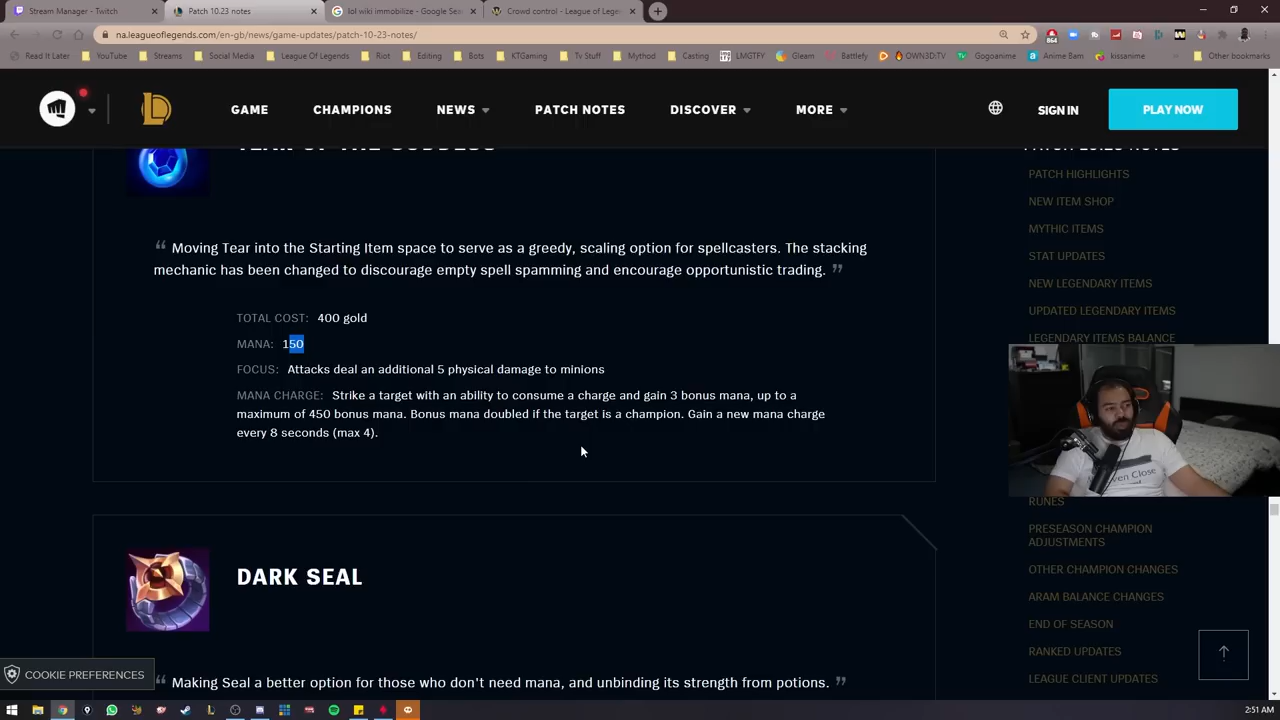 Stream Manager - Twitch
Patch 10.23 notes
lol wiki immobilize - Google Sea
Crowd control - League of Legen
na.leagueoflegends.com/en-gb/news/game-updates/patch-10-23-notes/
864
Read It Later
YouTube
Streams
Social Media
League Of Legends
Riot
Editing
Bots
KTGaming
Tv Stuff
Mythod
Casting
LMGTFY
Gleam
Battlefy
OWN3D:TV
Gogoanime
Anime Bam
kissanime
Other bookmarks
GAME
CHAMPIONS
NEWS
PATCH NOTES
DISCOVER
MORE
SIGN IN
PLAY NOW
TEAR OF THE GODDESS
PATCH 10.23 NOTES
PATCH HIGHLIGHTS
NEW ITEM SHOP
MYTHIC ITEMS
STAT UPDATES
NEW LEGENDARY ITEMS
UPDATED LEGENDARY ITEMS
LEGENDARY ITEMS BALANCE
“ Moving Tear into the Starting Item space to serve as a greedy, scaling option for spellcasters. The stacking
mechanic has been changed to discourage empty spell spamming and encourage opportunistic trading. ”
TOTAL COST: 400 gold
MANA: 150
FOCUS: Attacks deal an additional 5 physical damage to minions
MANA CHARGE: Strike a target with an ability to consume a charge and gain 3 bonus mana, up to a
maximum of 450 bonus mana. Bonus mana doubled if the target is a champion. Gain a new mana charge
every 8 seconds (max 4).
RUNES
PRESEASON CHAMPION
ADJUSTMENTS
OTHER CHAMPION CHANGES
ARAM BALANCE CHANGES
END OF SEASON
RANKED UPDATES
LEAGUE CLIENT UPDATES
DARK SEAL
“ Making Seal a better option for those who don't need mana, and unbinding its strength from potions. ”
COOKIE PREFERENCES
2:51 AM